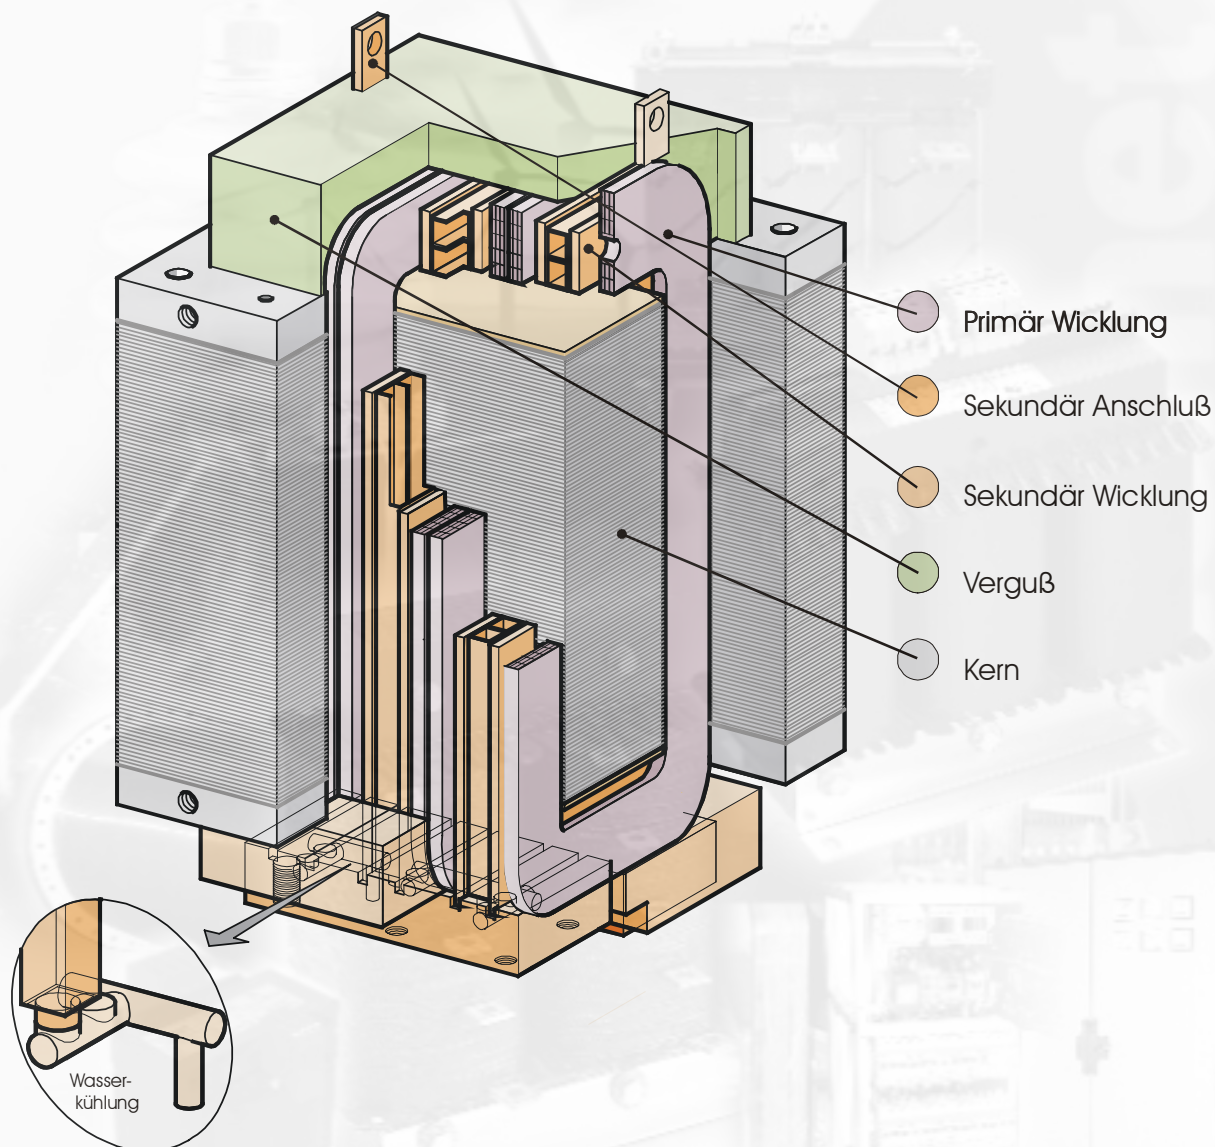 Primär Wicklung
Sekundär Anschluß
Sekundär Wicklung
Verguß
Kern
Wasser-
kühlung